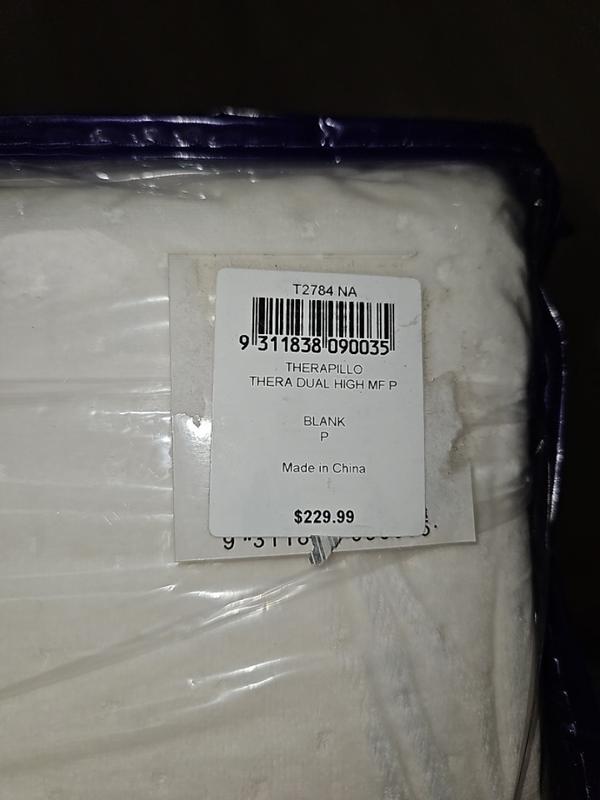 T2784 NA
9 311838 090035
THERAPILLO
THERA DUAL HIGH MF P
BLANK
P
Made in China
$229.99